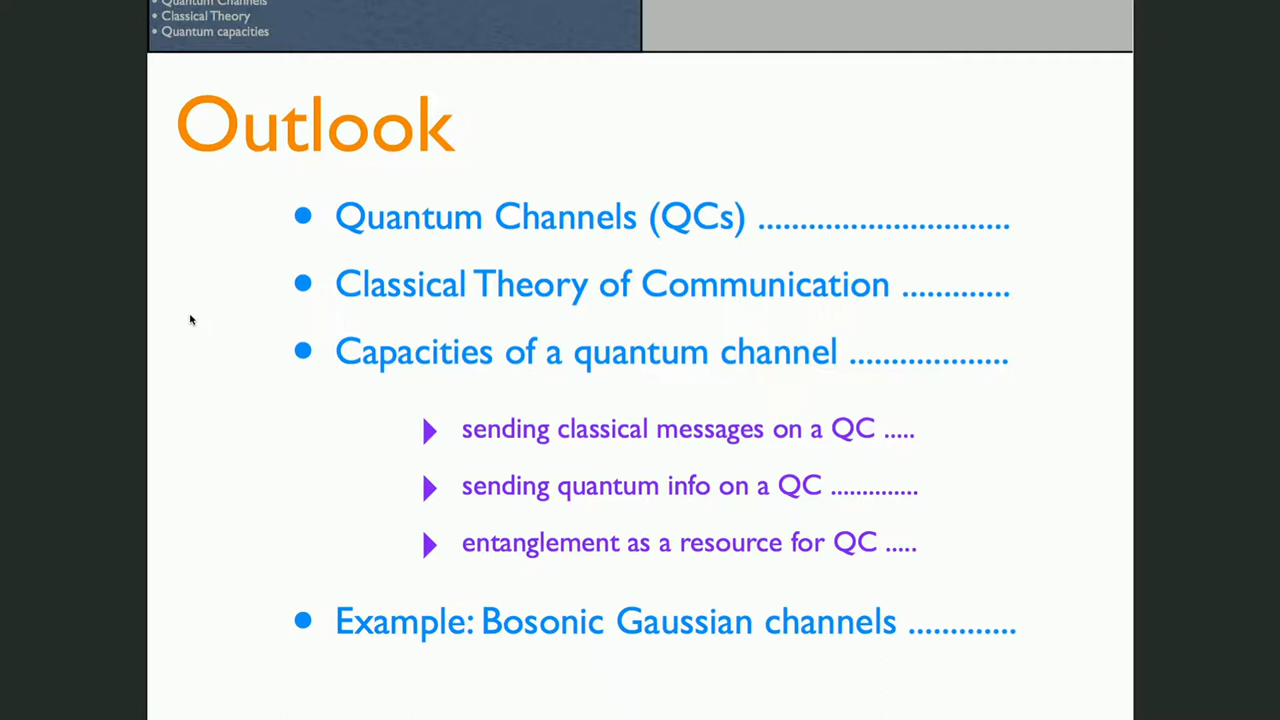 • Quantum Channels
• Classical Theory
• Quantum capacities
Outlook
• Quantum Channels (QCs) ..............................
• Classical Theory of Communication .............
• Capacities of a quantum channel ...................
sending classical messages on a QC .....
sending quantum info on a QC ..............
entanglement as a resource for QC .....
• Example: Bosonic Gaussian channels .............